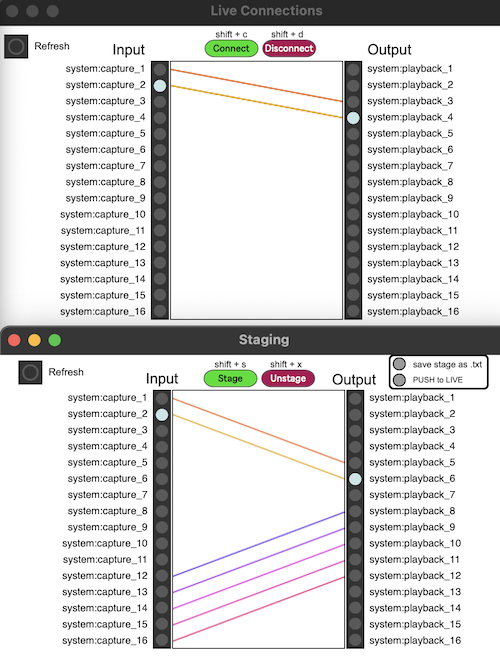 Live Connections
Refresh
Input
shift + c
shift + d
Connect
Disconnect
Output
system:capture_1
system:playback_1
system:capture_2
system:playback_2
system:capture_3
system:playback_3
system:capture_4
system:playback_4
system:capture_5
system:playback_5
system:capture_6
system:playback_6
system:capture_7
system:playback_7
system:capture_8
system:playback_8
system:capture_9
system:playback_9
system:capture_10
system:playback_10
system:capture_11
system:playback_11
system:capture_12
system:playback_12
system:capture_13
system:playback_13
system:capture_14
system:playback_14
system:capture_15
system:playback_15
system:capture_16
system:playback_16
Staging
Refresh
Input
shift + s
shift + x
Stage
Unstage
Output
save stage as .txt
PUSH to LIVE
system:capture_1
system:playback_1
system:capture_2
system:playback_2
system:capture_3
system:playback_3
system:capture_4
system:playback_4
system:capture_5
system:playback_5
system:capture_6
system:playback_6
system:capture_7
system:playback_7
system:capture_8
system:playback_8
system:capture_9
system:playback_9
system:capture_10
system:playback_10
system:capture_11
system:playback_11
system:capture_12
system:playback_12
system:capture_13
system:playback_13
system:capture_14
system:playback_14
system:capture_15
system:playback_15
system:capture_16
system:playback_16